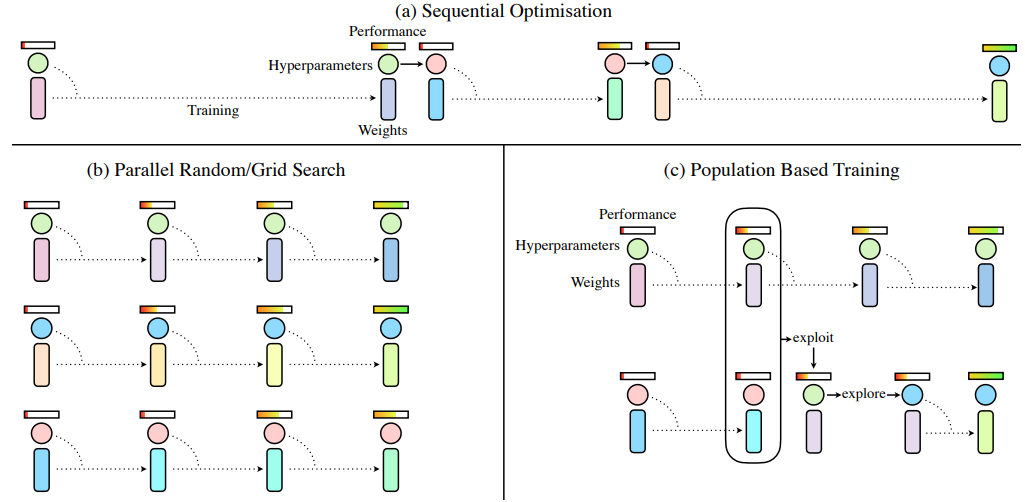 (a) Sequential Optimisation
Performance
Hyperparameters
Training
Weights
(b) Parallel Random/Grid Search
(c) Population Based Training
Performance
Hyperparameters
Weights
exploit
explore